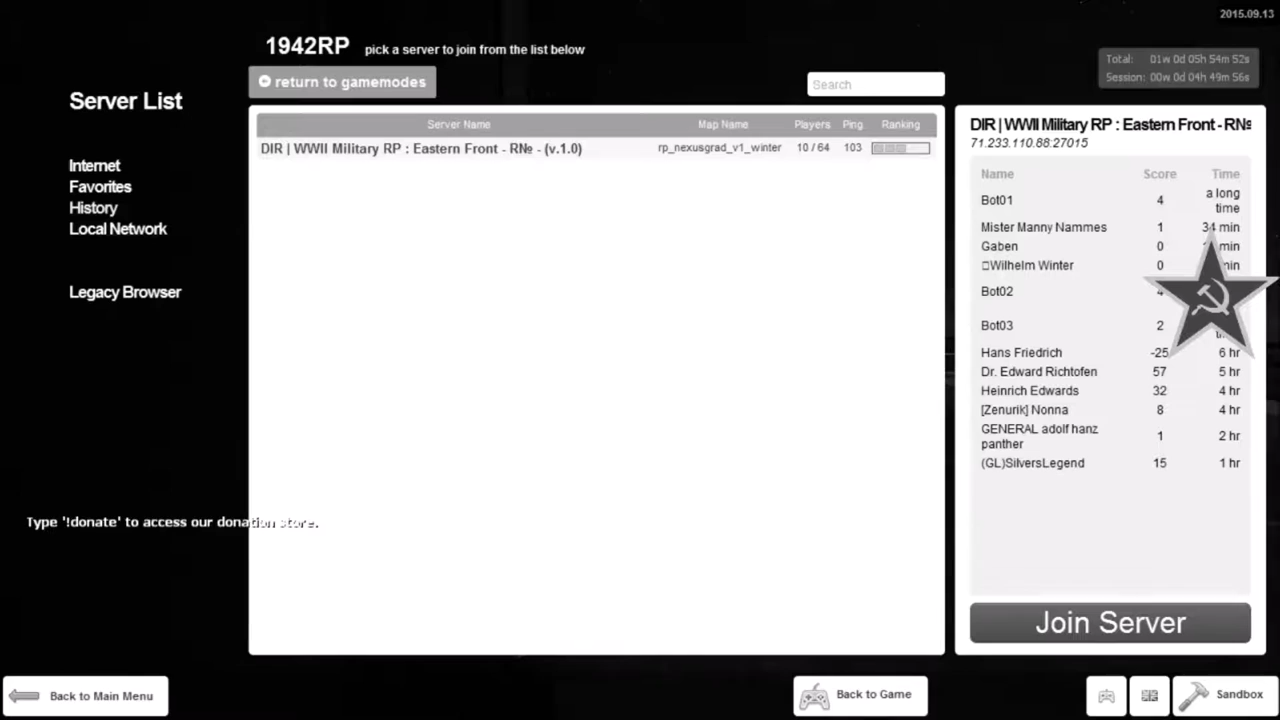 2015.09.13
1942RP pick a server to join from the list below
Total: 01w 0d 05h 54m 52s
Session: 00w 0d 04h 49m 56s
return to gamemodes
Search
Server List
Internet
Favorites
History
Local Network
Legacy Browser
Server Name Map Name Players Ping Ranking
DIR | WWII Military RP : Eastern Front - RN№ - (v.1.0) rp_nexusgrad_v1_winter 10 / 64 103
DIR | WWII Military RP : Eastern Front - RN№
71.233.110.88:27015
Name Score Time
Bot01 4 a long time
Mister Manny Nammes 1 34 min
Gaben 0 min
Wilhelm Winter 0 min
Bot02 4
Bot03 2
Hans Friedrich -25 6 hr
Dr. Edward Richtofen 57 5 hr
Heinrich Edwards 32 4 hr
[Zenurik] Nonna 8 4 hr
GENERAL adolf hanz panther 1 2 hr
(GL)SilversLegend 15 1 hr
Type '!donate' to access our donation store.
Join Server
Back to Main Menu
Back to Game
Sandbox